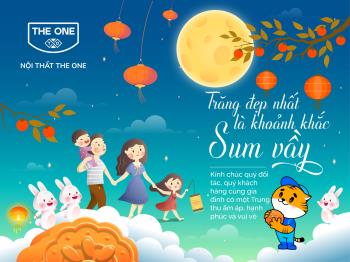 THE ONE
NỘI THẤT THE ONE
Trăng đẹp nhất
là khoảnh khắc
Sum vầy
Kính chúc quý đối
tác, quý khách
hàng cùng gia
đình có một Trung
thu ấm áp, hạnh
phúc và vui vẻ